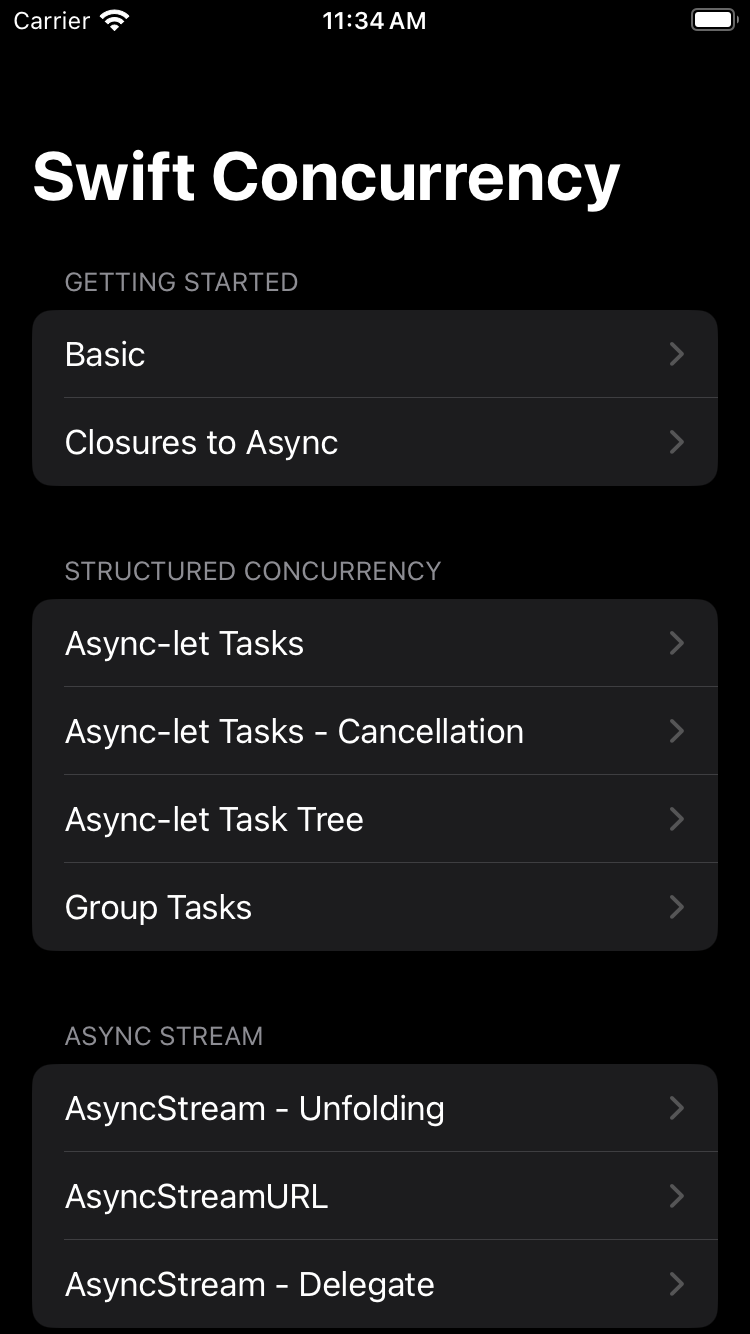 Carrier 11:34 AM
Swift Concurrency
GETTING STARTED
Basic
Closures to Async
STRUCTURED CONCURRENCY
Async-let Tasks
Async-let Tasks - Cancellation
Async-let Task Tree
Group Tasks
ASYNC STREAM
AsyncStream - Unfolding
AsyncStreamURL
AsyncStream - Delegate